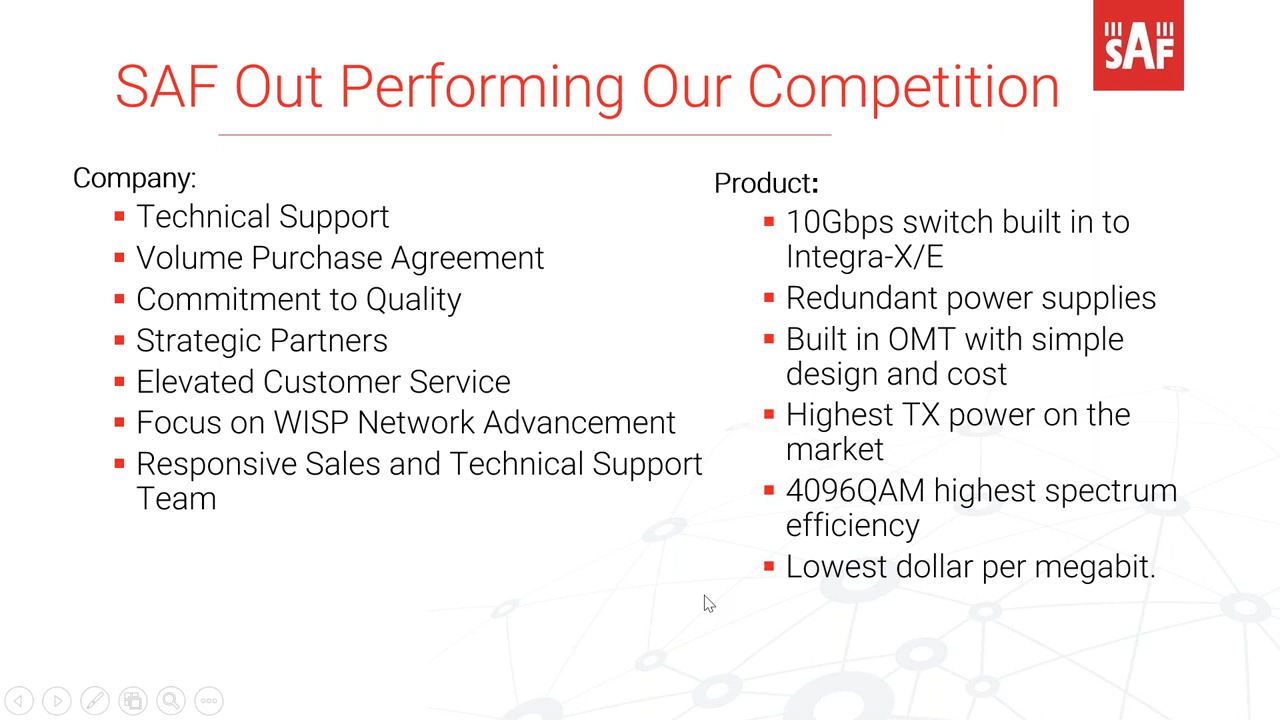 SAF
SAF Out Performing Our Competition
Company:
Technical Support
Volume Purchase Agreement
Commitment to Quality
Strategic Partners
Elevated Customer Service
Focus on WISP Network Advancement
Responsive Sales and Technical Support
Team
Product:
10Gbps switch built in to
Integra-X/E
Redundant power supplies
Built in OMT with simple
design and cost
Highest TX power on the
market
4096QAM highest spectrum
efficiency
Lowest dollar per megabit.